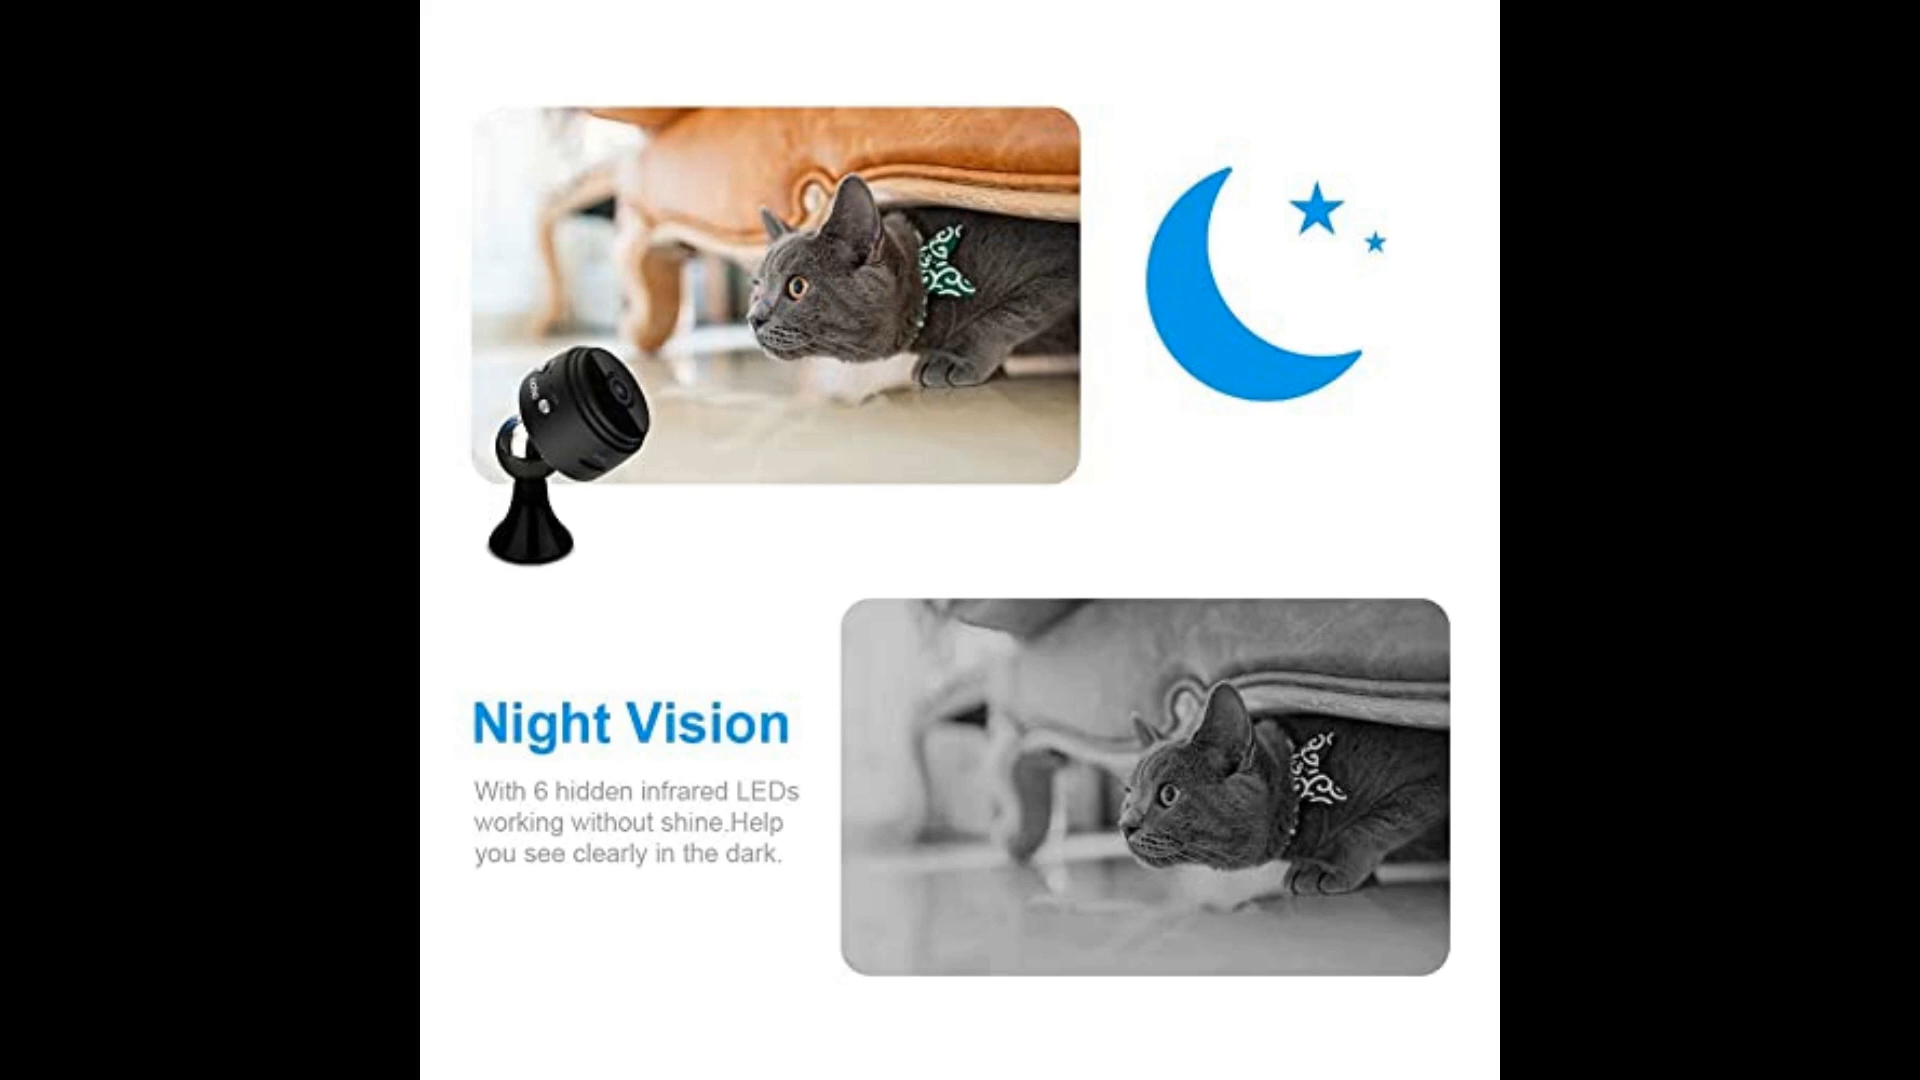 Night Vision
With 6 hidden infrared LEDs
working without shine.Help
you see clearly in the dark.